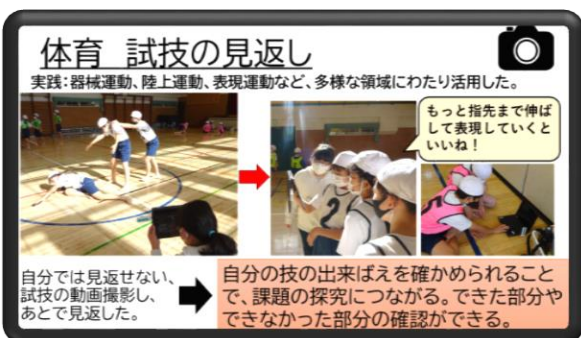 体育 試技の見返し
実践:器械運動、陸上運動、表現運動など、多様な領域にわたり活用した。
もっと指先まで伸ば
して表現していくと
いいね！
2
自分では見返せない、
試技の動画撮影し、
あとで見返した。
自分の技の出来ばえを確かめられること
で、課題の探究につながる。できた部分や
できなかった部分の確認ができる。